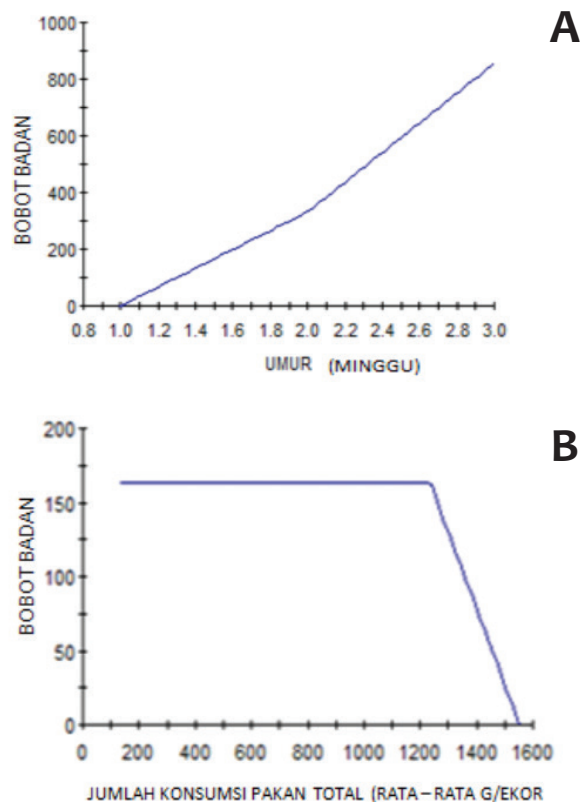 A
1000
800
600
400
200
0
BOBOT BADAN
0.8 1.0 1.2 1.4 1.6 1.8 2.0 2.2 2.4 2.6 2.8 3.0
UMUR (MINGGU)
B
200
150
100
50
0
BOBOT BADAN
0 200 400 600 800 1000 1200 1400 1600
JUMLAH KONSUMSI PAKAN TOTAL (RATA – RATA G/EKOR